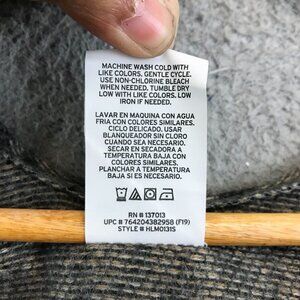 MACHINE WASH COLD WITH
LIKE COLORS. GENTLE CYCLE.
USE NON-CHLORINE BLEACH
WHEN NEEDED. TUMBLE DRY
LOW WITH LIKE COLORS. LOW
IRON IF NEEDED.
LAVAR EN MAQUINA CON AGUA
FRIA CON COLORES SIMILARES.
CICLO DELICADO. USAR
BLANQUEADOR SIN CLORO
CUANDO SEA NECESARIO.
SECAR EN SECADORA A
TEMPERATURA BAJA CON
COLORES SIMILARES.
PLANCHAR A TEMPERATURA
BAJA SI ES NECESARIO.
RN # 137013
UPC # 764204382958 (F19)
STYLE # HLM0131S